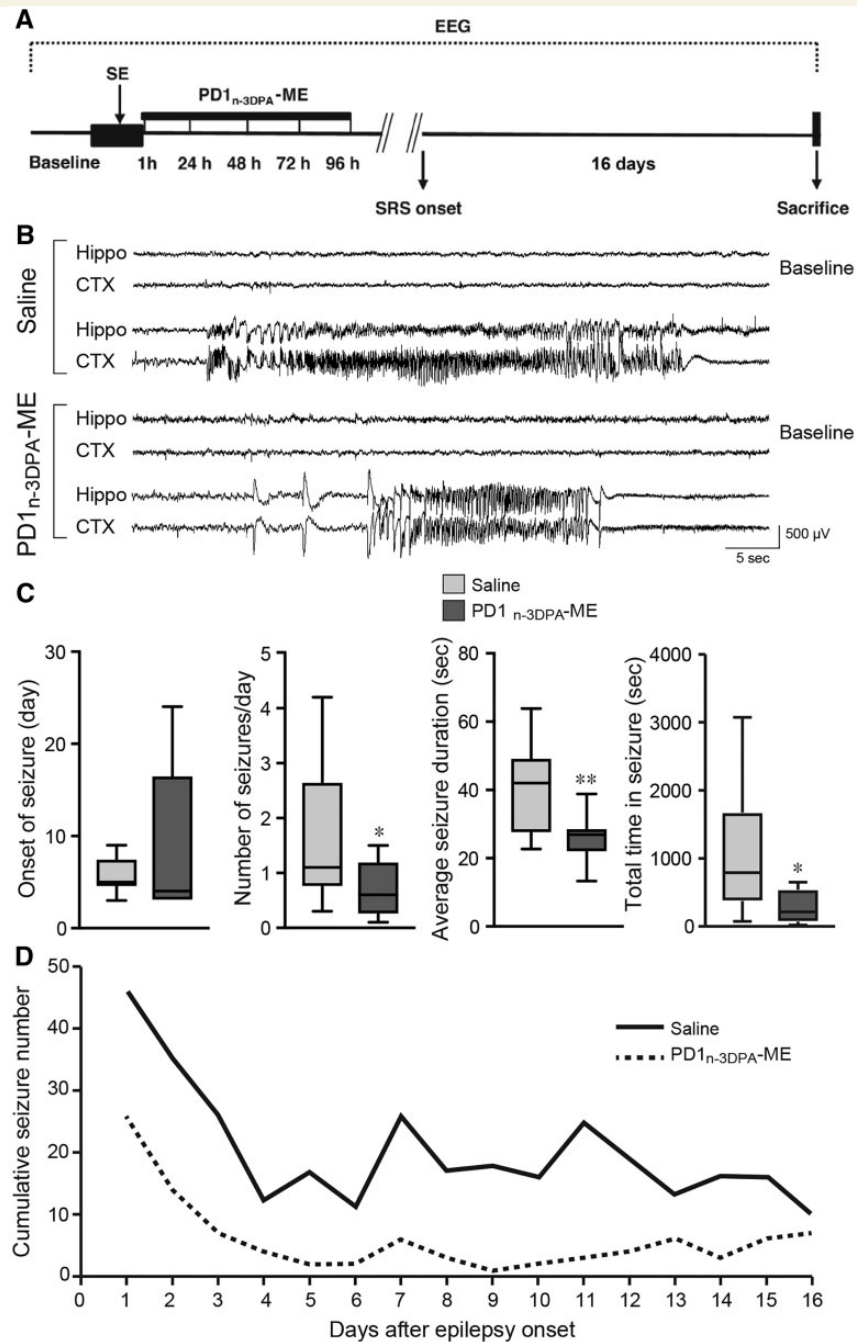 A
EEG
SE
PD1n-3DPA-ME
Baseline 1h 24 h 48 h 72 h 96 h
16 days
SRS onset
Sacrifice
B
Saline
Hippo
CTX
Baseline
Hippo
CTX
PD1n-3DPA-ME
Hippo
CTX
Baseline
Hippo
CTX
500 µV
5 sec
C
Saline
PD1 n-3DPA-ME
Onset of seizure (day)
30
20
10
0
Number of seizures/day
5
4
3
2
1
0
*
Average seizure duration (sec)
80
60
40
20
0
**
Total time in seizure (sec)
4000
3000
2000
1000
0
*
D
Cumulative seizure number
50
40
30
20
10
0
Saline
PD1n-3DPA-ME
0 1 2 3 4 5 6 7 8 9 10 11 12 13 14 15 16
Days after epilepsy onset